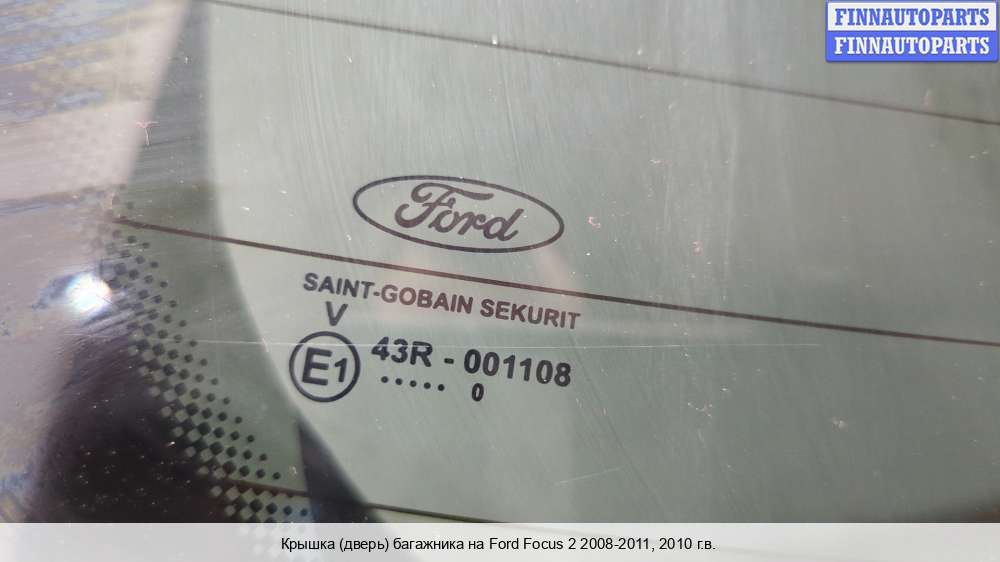 FINNAUTOPARTS
FINNAUTOPARTS
Ford
SAINT-GOBAIN SEKURIT
V
E1 43R - 001108
..... 0
Крышка (дверь) багажника на Ford Focus 2 2008-2011, 2010 г.в.